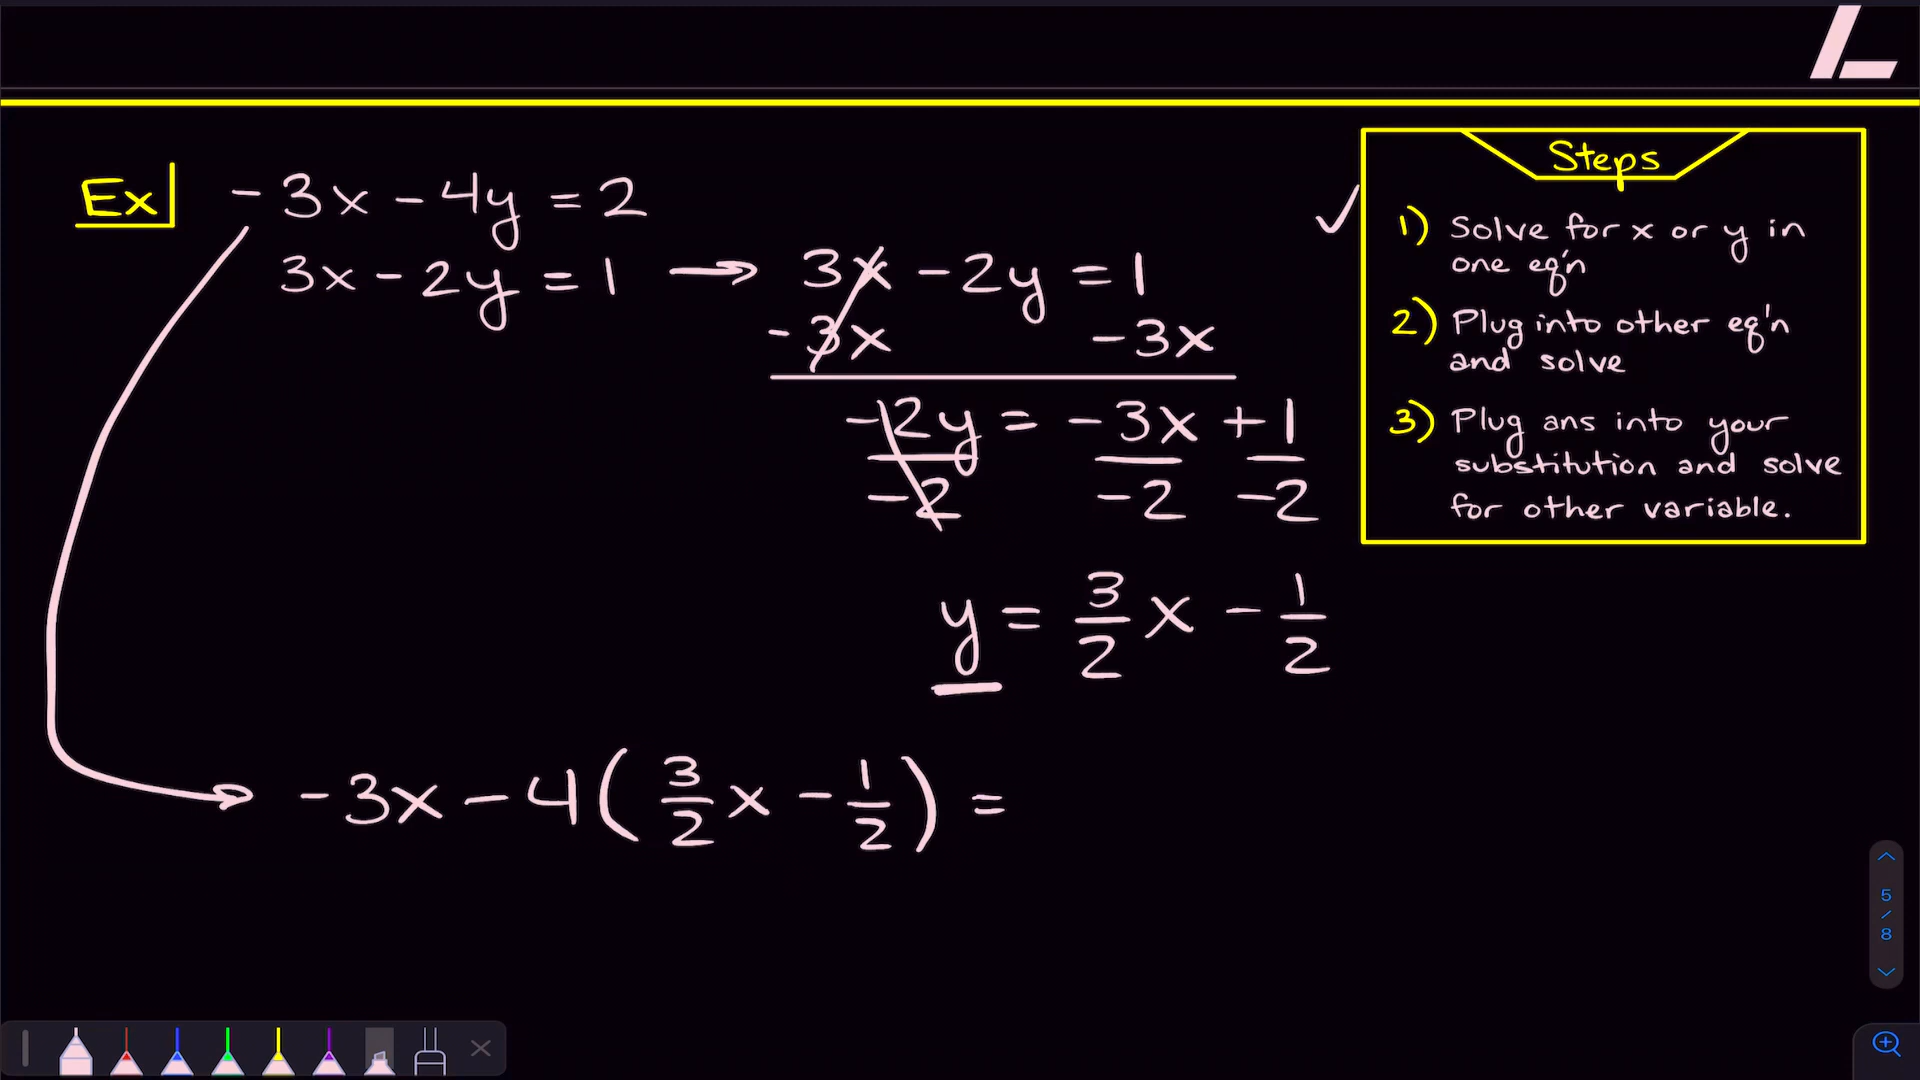 Ex
-3x - 4y = 2
3x - 2y = 1 → 3x - 2y = 1
-3x -3x
-2y = -3x + 1
-2 -2 -2
y = 3/2 x - 1/2
-3x - 4( 3/2 x - 1/2 ) =
Steps
1) Solve for x or y in
one eq'n
2) Plug into other eq'n
and solve
3) Plug ans into your
substitution and solve
for other variable.
5
/
8